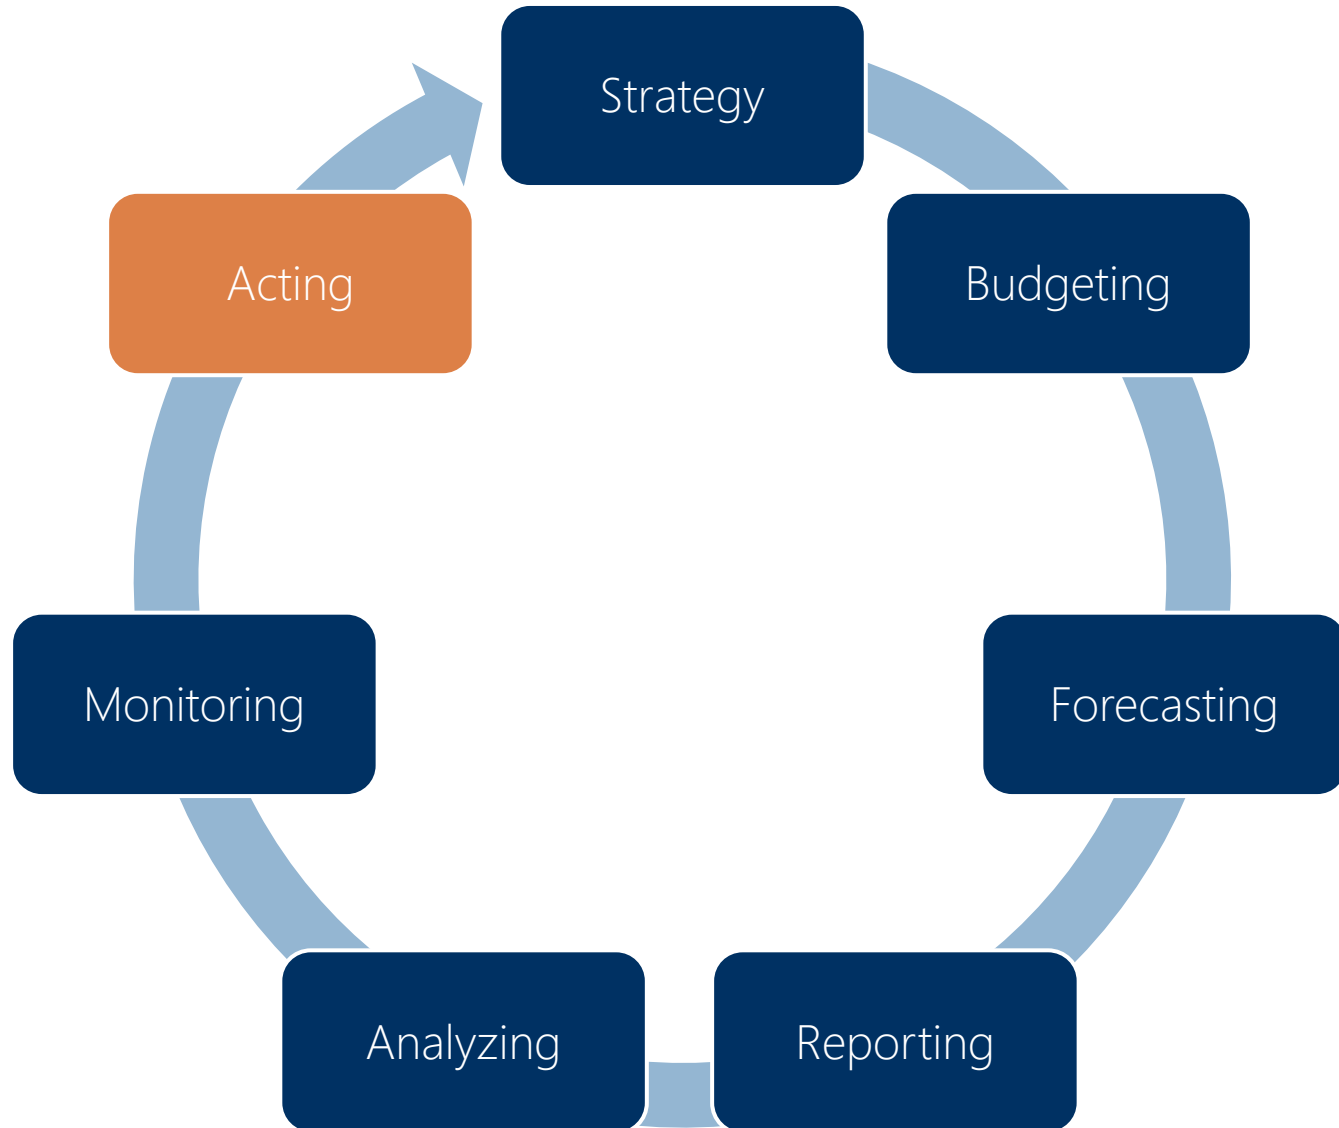 Strategy
Budgeting
Forecasting
Reporting
Analyzing
Monitoring
Acting